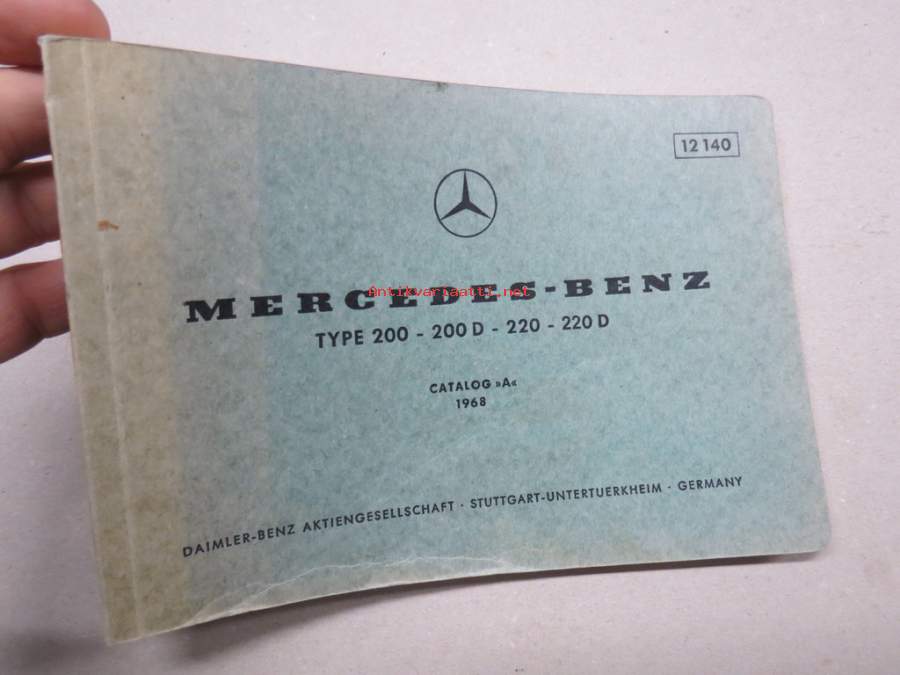 12 140
MERCEDES-BENZ
Antikvariaatti.net
TYPE 200 - 200 D - 220 - 220 D
CATALOG »A«
1968
DAIMLER-BENZ AKTIENGESELLSCHAFT · STUTTGART-UNTERTUERKHEIM · GERMANY